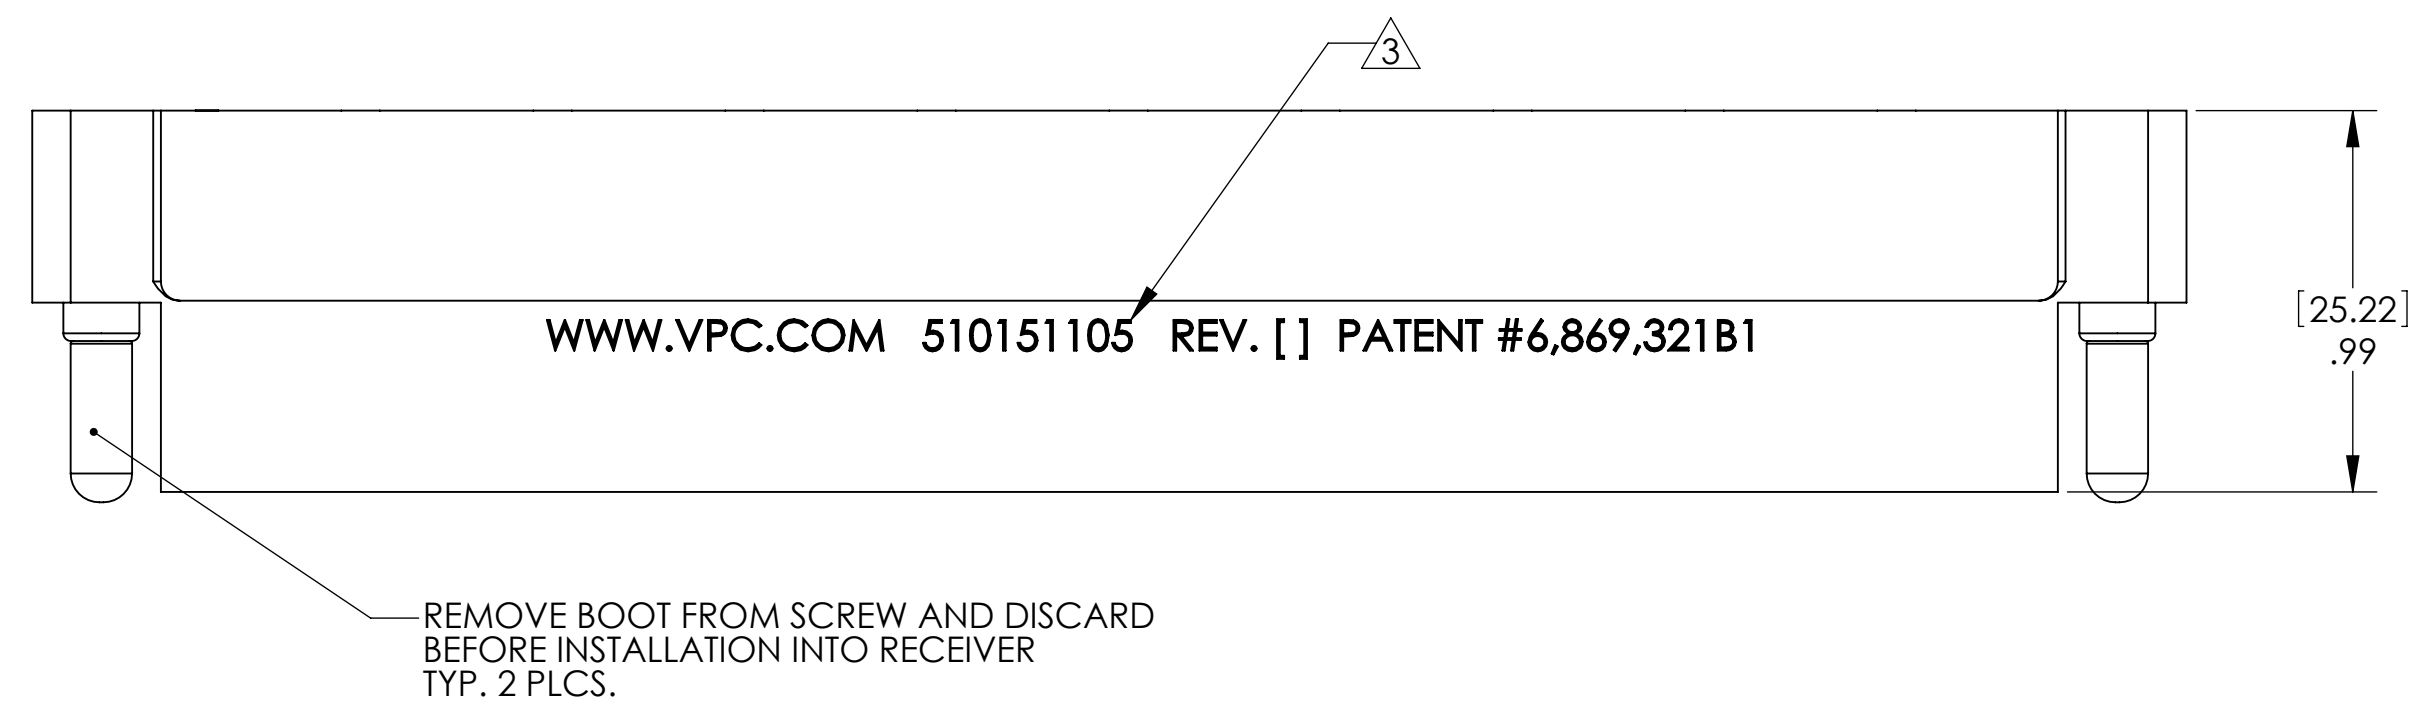 3
WWW.VPC.COM 510151105 REV. [ ] PATENT #6,869,321B1
[25.22]
.99
REMOVE BOOT FROM SCREW AND DISCARD
BEFORE INSTALLATION INTO RECEIVER
TYP. 2 PLCS.